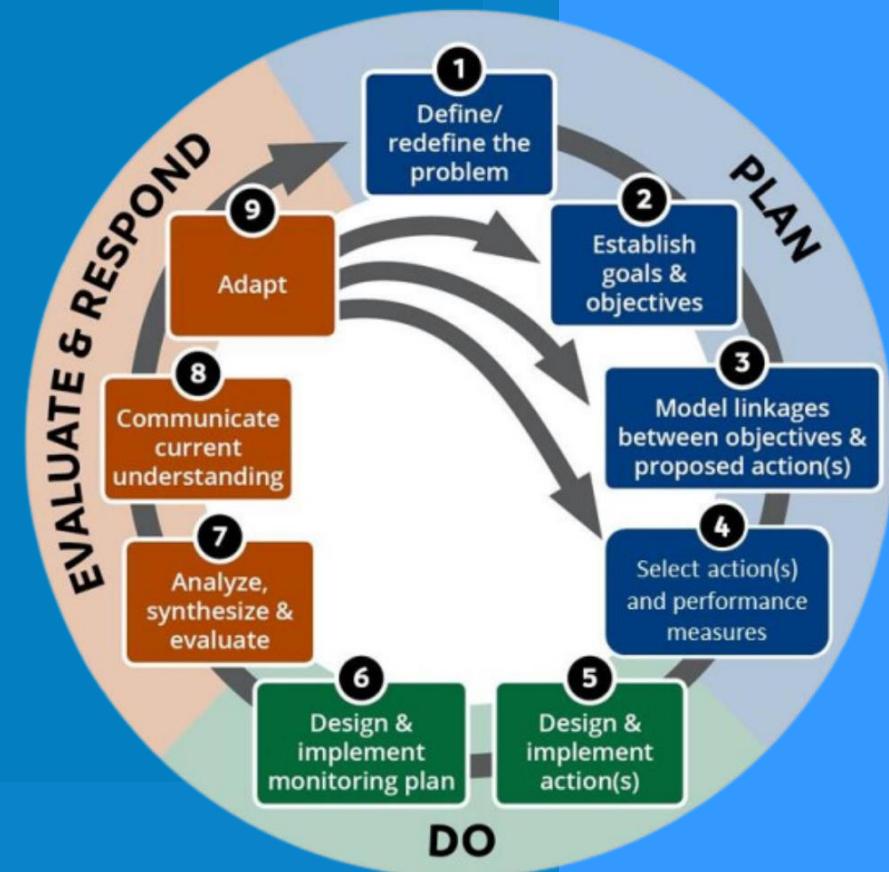 1
Define/
redefine the
problem
PLAN
2
Establish
goals &
objectives
3
Model linkages
between objectives &
proposed action(s)
4
Select action(s)
and performance
measures
5
Design &
implement
action(s)
DO
6
Design &
implement
monitoring plan
7
Analyze,
synthesize &
evaluate
EVALUATE & RESPOND
8
Communicate
current
understanding
9
Adapt